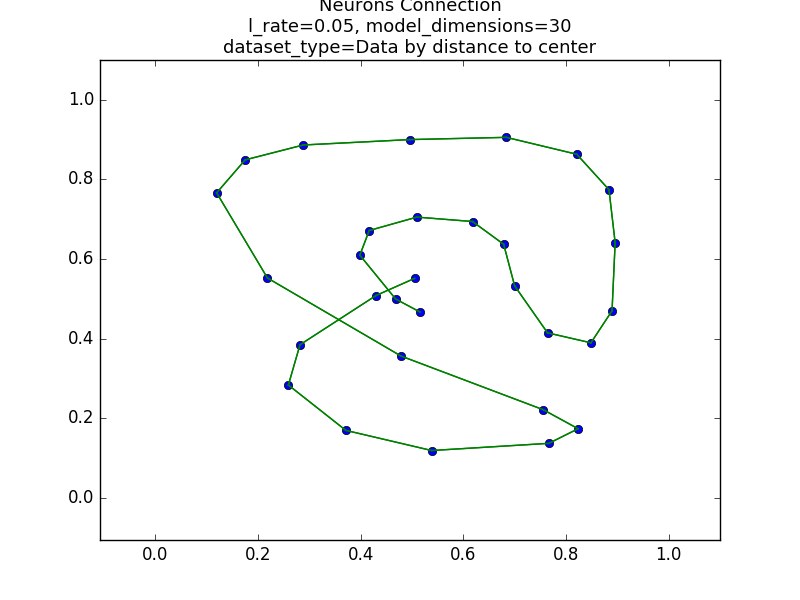 Neurons Connection
l_rate=0.05, model_dimensions=30
dataset_type=Data by distance to center
1.0
0.8
0.6
0.4
0.2
0.0
0.0 0.2 0.4 0.6 0.8 1.0